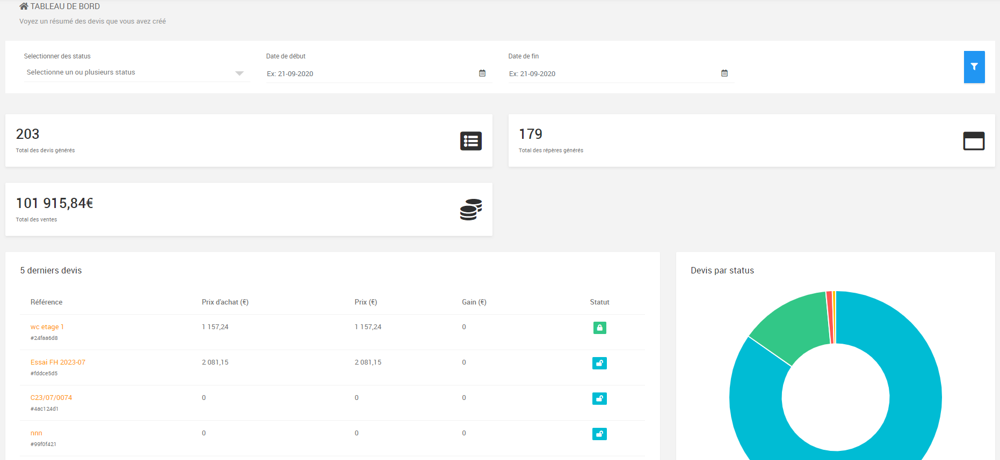 TABLEAU DE BORD
Voyez un résumé des devis que vous avez créé
Selectionner des status
Date de début
Date de fin
Selectionne un ou plusieurs status
Ex: 21-09-2020
Ex: 21-09-2020
203
Total des devis générés
179
Total des répères générés
101 915,84€
Total des ventes
5 derniers devis
Devis par status
Référence Prix d'achat (€) Prix (€) Gain (€) Statut
wc etage 1 1 157,24 1 157,24 0
#24faa6d8
Essai FH 2023-07 2 081,15 2 081,15 0
#fddce5d5
C23/07/0074 0 0 0
#4ac124d1
nnn 0 0 0
#99f0f421